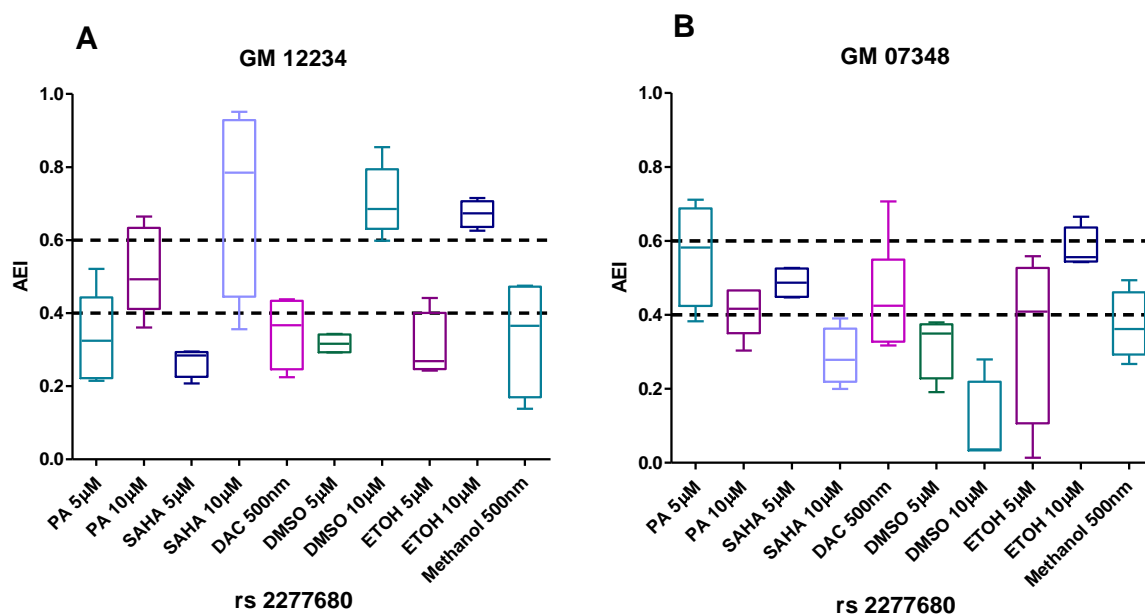 A
GM 12234
AEI
1.0
0.8
0.6
0.4
0.2
0.0
PA 5µM
PA 10µM
SAHA 5µM
SAHA 10µM
DAC 500nm
DMSO 5µM
DMSO 10µM
ETOH 5µM
ETOH 10µM
Methanol 500nm
rs 2277680
B
GM 07348
AEI
1.0
0.8
0.6
0.4
0.2
0.0
PA 5µM
PA 10µM
SAHA 5µM
SAHA 10µM
DAC 500nm
DMSO 5µM
DMSO 10µM
ETOH 5µM
ETOH 10µM
Methanol 500nm
rs 2277680